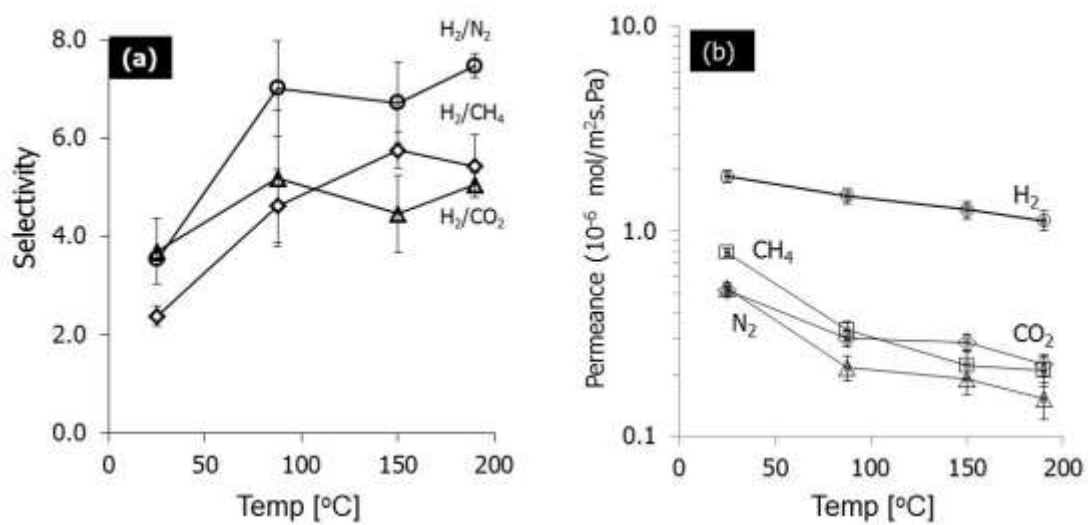 (a)
H₂/N₂
H₂/CH₄
H₂/CO₂
8.0
6.0
4.0
2.0
0.0
Selectivity
0 50 100 150 200
Temp [ᵒC]
(b)
10.0
1.0
0.1
Permeance (10⁻⁶ mol/m²s.Pa)
H₂
CH₄
N₂
CO₂
0 50 100 150 200
Temp [ᵒC]